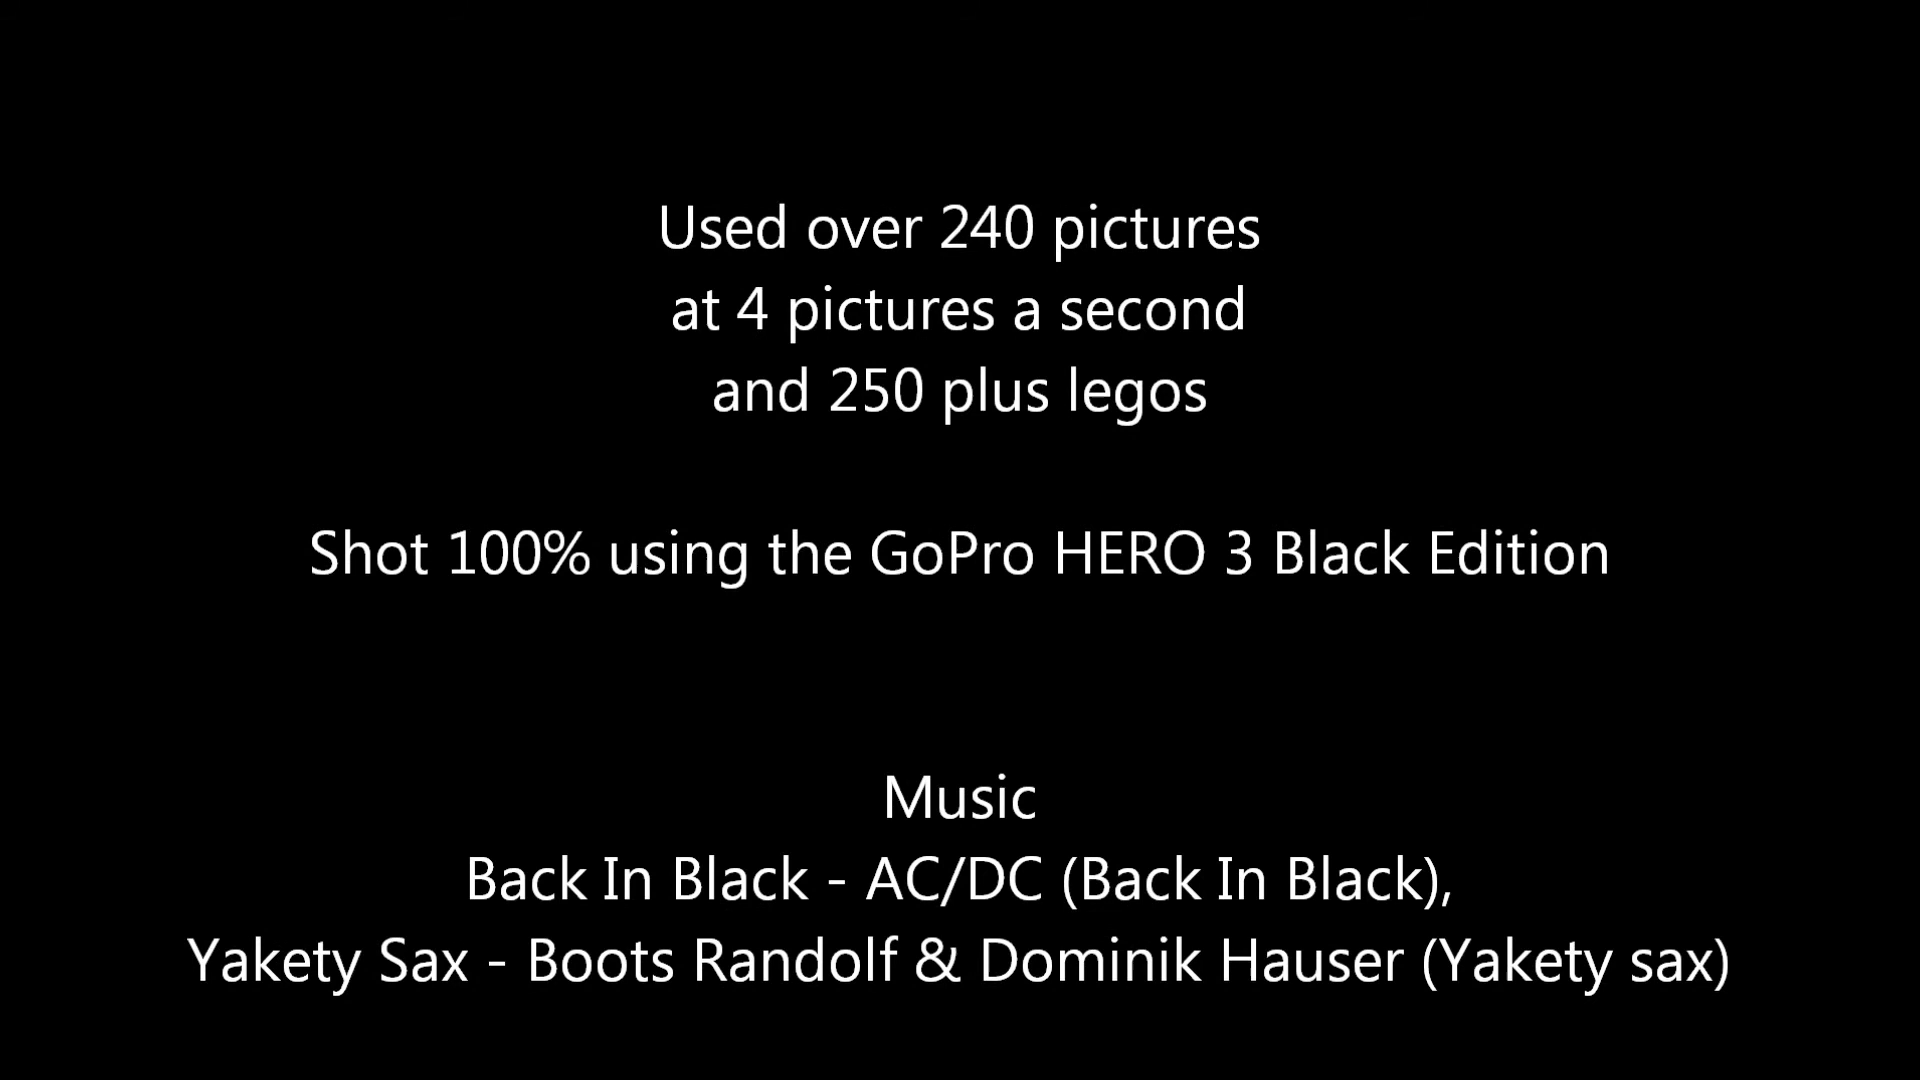 Used over 240 pictures
at 4 pictures a second
and 250 plus legos
Shot 100% using the GoPro HERO 3 Black Edition
Music
Back In Black - AC/DC (Back In Black),
Yakety Sax - Boots Randolf & Dominik Hauser (Yakety sax)